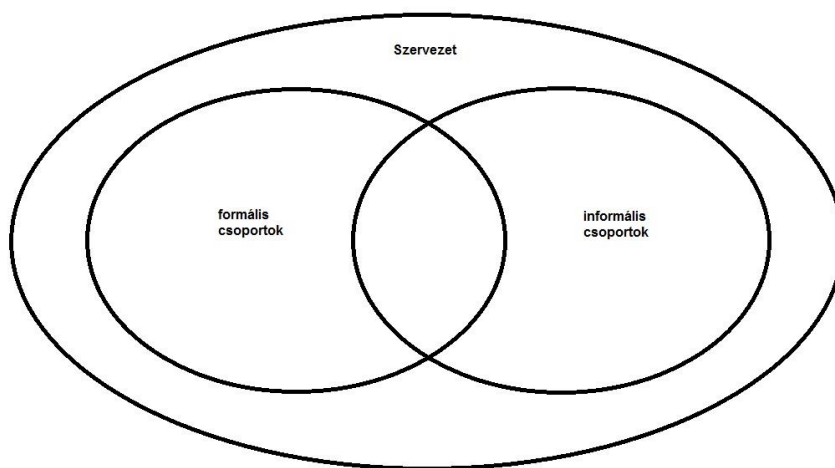 Szervezet
formális
csoportok
informális
csoportok